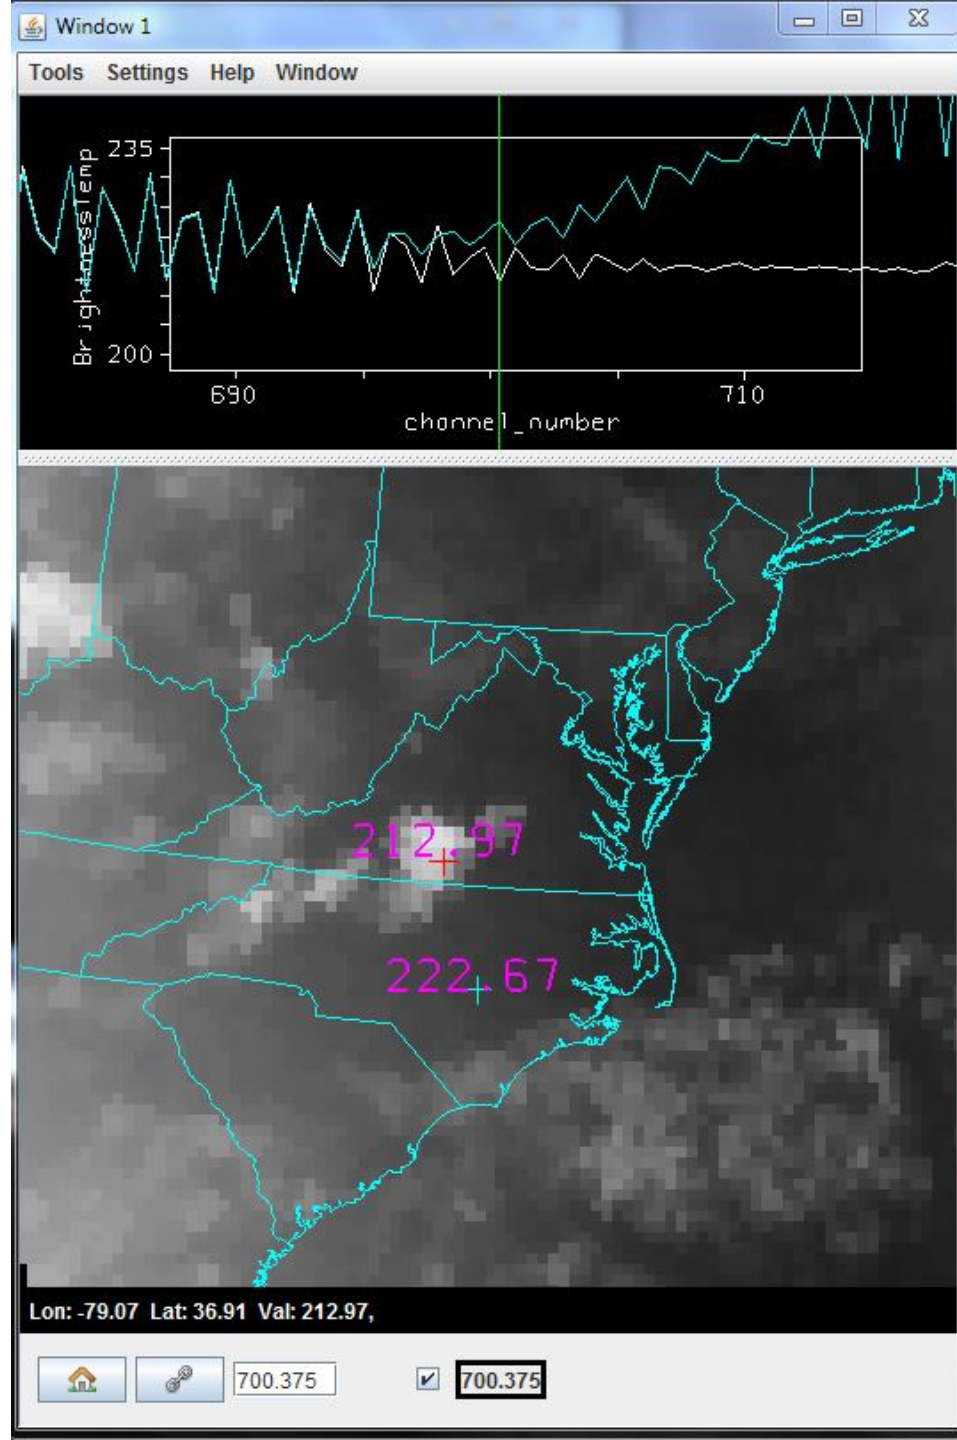 Window 1
Tools Settings Help Window
235
BrightnessTemp
200
690 710
channel_number
212.97
222.67
Lon: -79.07 Lat: 36.91 Val: 212.97,
700.375 700.375